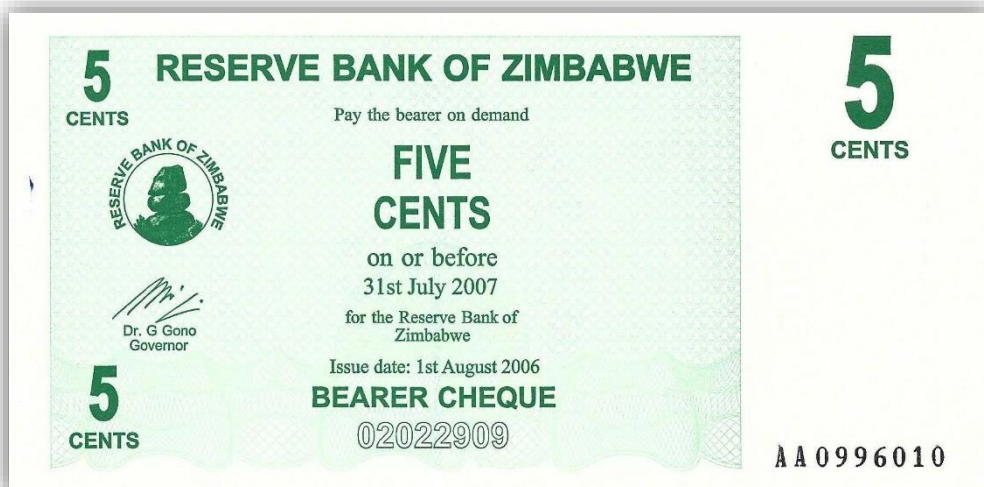 5
CENTS
RESERVE BANK OF ZIMBABWE
5
CENTS
Pay the bearer on demand
RESERVE BANK OF ZIMBABWE
FIVE
CENTS
on or before
31st July 2007
for the Reserve Bank of
Zimbabwe
Dr. G Gono
Governor
Issue date: 1st August 2006
BEARER CHEQUE
02022909
5
CENTS
AA0996010